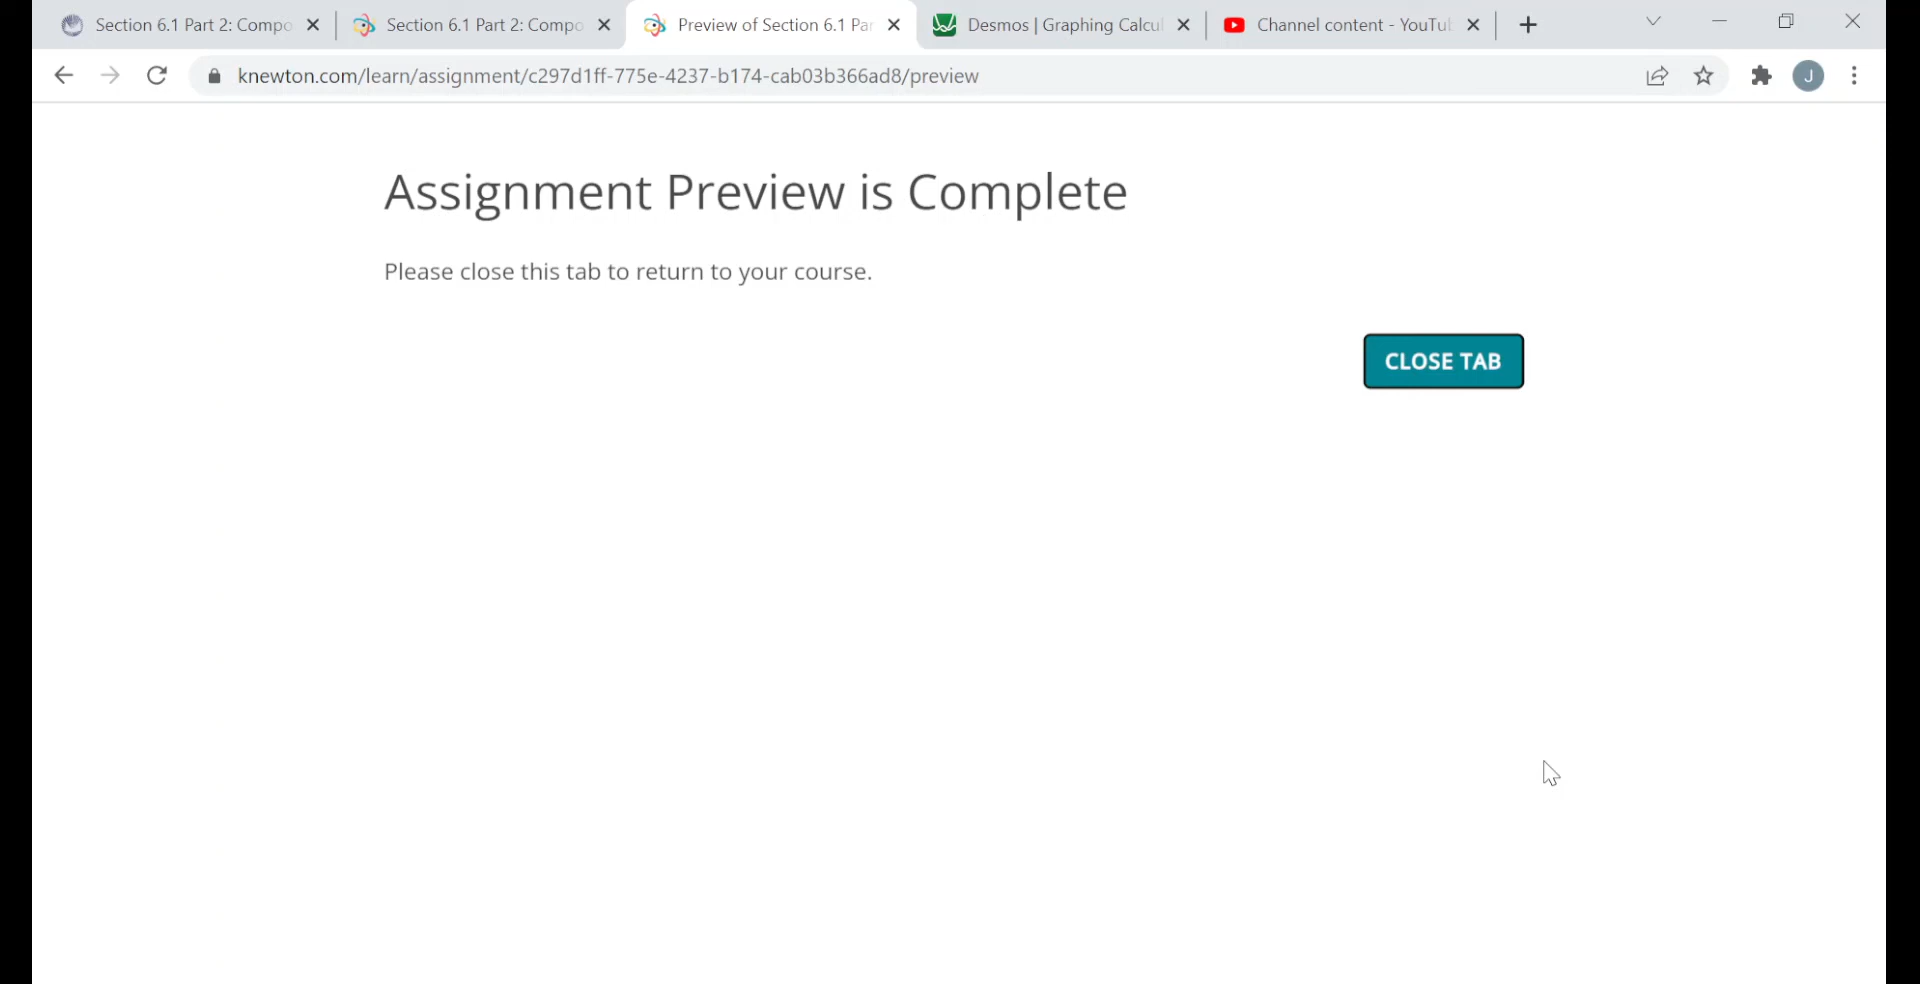 Section 6.1 Part 2: Compo
Section 6.1 Part 2: Compo
Preview of Section 6.1 Par
Desmos | Graphing Calcul
Channel content - YouTub
knewton.com/learn/assignment/c297d1ff-775e-4237-b174-cab03b366ad8/preview
J
Assignment Preview is Complete
Please close this tab to return to your course.
CLOSE TAB